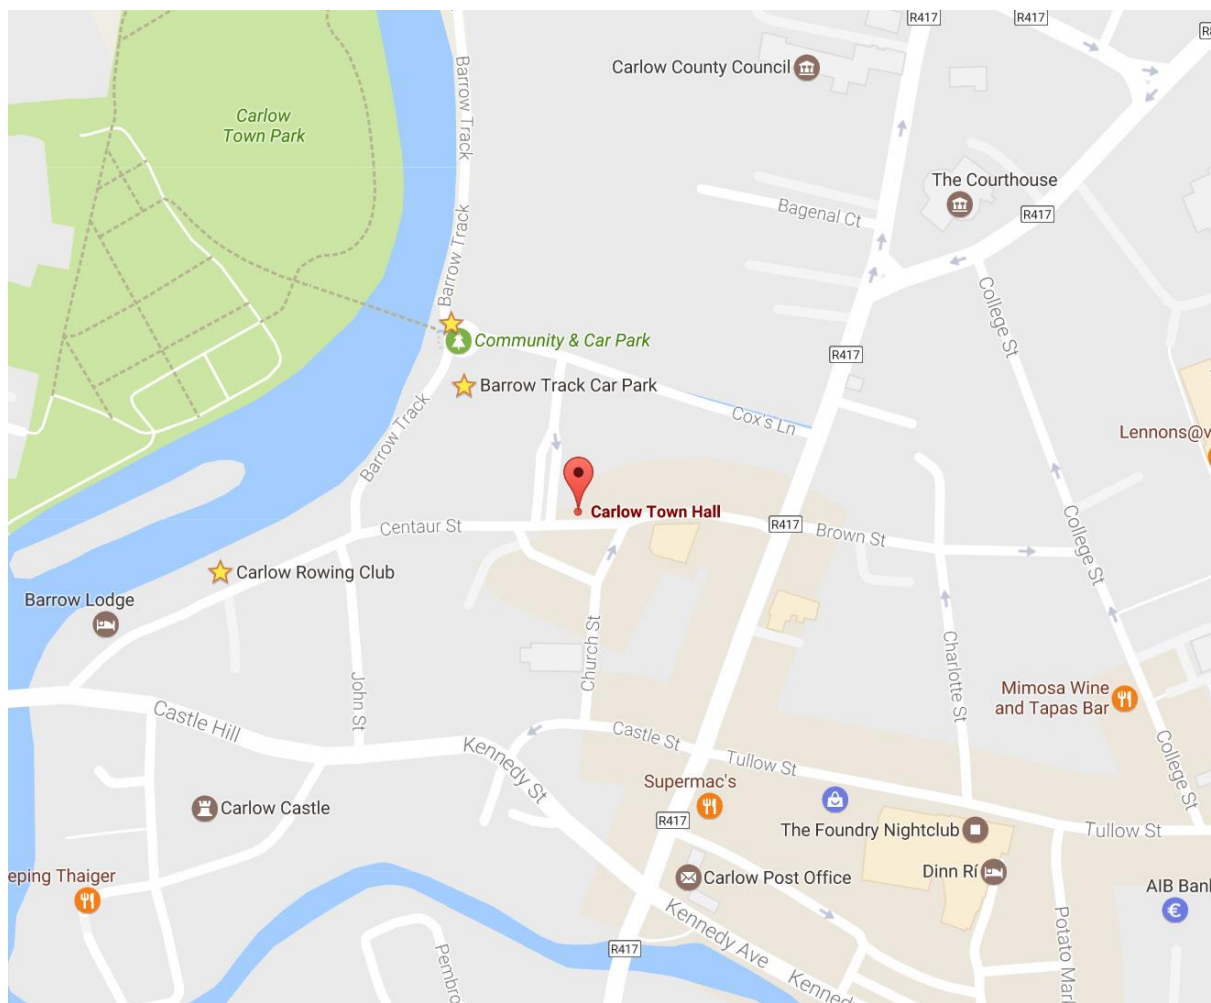 R417
R417
Carlow County Council
Barrow Track
Carlow
Town Park
The Courthouse
Barrow Track
Bagenal Ct
R417
Barrow Track
College St
Community & Car Park
R417
Barrow Track Car Park
Cox's Ln
Barrow Track
Lennons@v
Carlow Town Hall
Centaur St
R417
Brown St
College St
Carlow Rowing Club
Barrow Lodge
Church St
Charlotte St
John St
Mimosa Wine
and Tapas Bar
Castle Hill
Kennedy St
Castle St
Tullow St
College St
Supermac's
Carlow Castle
R417
The Foundry Nightclub
Tullow St
eping Thaiger
Carlow Post Office
Dinn Rí
AIB Bank
Kennedy Ave
Potato Mar
R417
Pembro
Kenne